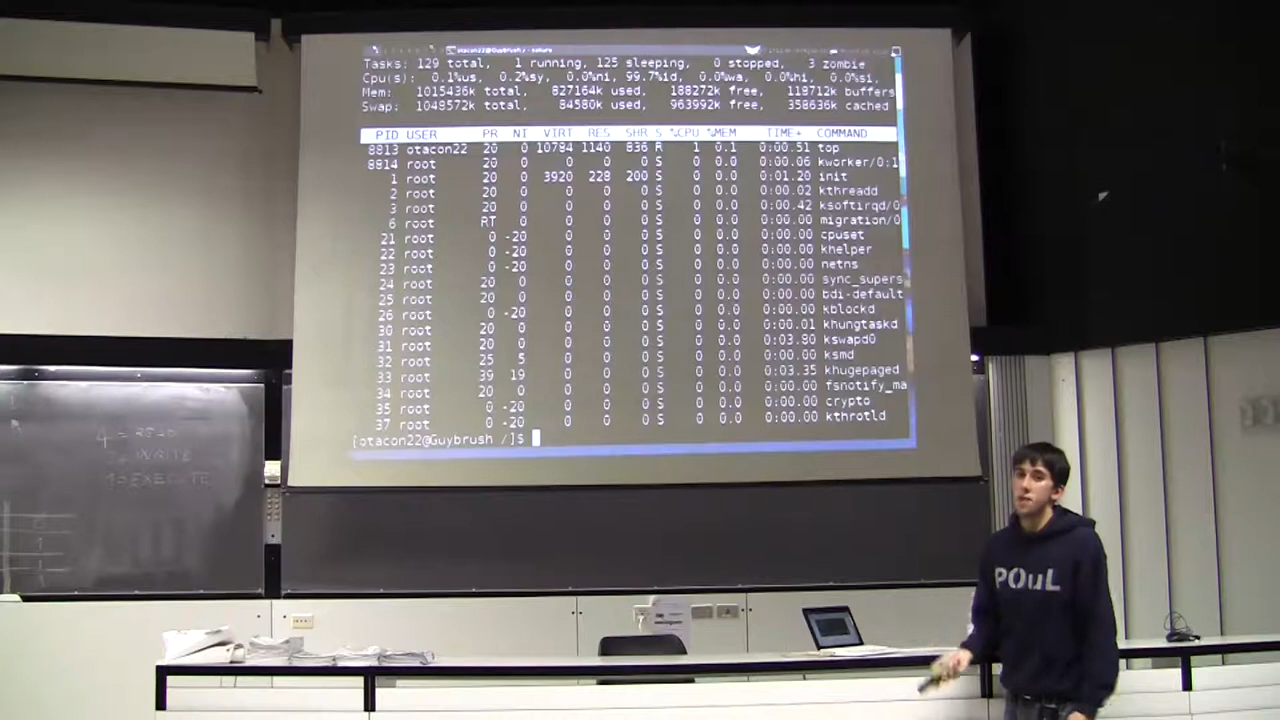 otacon22@Guybrush:/ - sakura
Tasks: 129 total, 1 running, 125 sleeping, 0 stopped, 3 zombie
Cpu(s): 0.1%us, 0.2%sy, 0.0%ni, 99.7%id, 0.0%wa, 0.0%hi, 0.0%si,
Mem: 1015436k total, 827164k used, 188272k free, 118712k buffers
Swap: 1048572k total, 84580k used, 963992k free, 358636k cached
PID USER PR NI VIRT RES SHR S %CPU %MEM TIME+ COMMAND
8813 otacon22 20 0 10784 1140 836 R 1 0.1 0:00.51 top
8814 root 20 0 0 0 0 S 0 0.0 0:00.06 kworker/0:1
1 root 20 0 3920 228 200 S 0 0.0 0:01.20 init
2 root 20 0 0 0 0 S 0 0.0 0:00.02 kthreadd
3 root 20 0 0 0 0 S 0 0.0 0:00.42 ksoftirqd/0
6 root RT 0 0 0 0 S 0 0.0 0:00.00 migration/0
21 root 0 -20 0 0 0 S 0 0.0 0:00.00 cpuset
22 root 0 -20 0 0 0 S 0 0.0 0:00.00 khelper
23 root 0 -20 0 0 0 S 0 0.0 0:00.00 netns
24 root 20 0 0 0 0 S 0 0.0 0:00.00 sync_supers
25 root 20 0 0 0 0 S 0 0.0 0:00.00 bdi-default
26 root 0 -20 0 0 0 S 0 0.0 0:00.00 kblockd
30 root 20 0 0 0 0 S 0 0.0 0:00.01 khungtaskd
31 root 20 0 0 0 0 S 0 0.0 0:03.80 kswapd0
32 root 25 5 0 0 0 S 0 0.0 0:00.00 ksmd
33 root 39 19 0 0 0 S 0 0.0 0:03.35 khugepaged
34 root 20 0 0 0 0 S 0 0.0 0:00.00 fsnotify_ma
35 root 0 -20 0 0 0 S 0 0.0 0:00.00 crypto
37 root 0 -20 0 0 0 S 0 0.0 0:00.00 kthrotld
[otacon22@Guybrush /]$
4 = READ
2 = WRITE
1 = EXECUTE
POuL